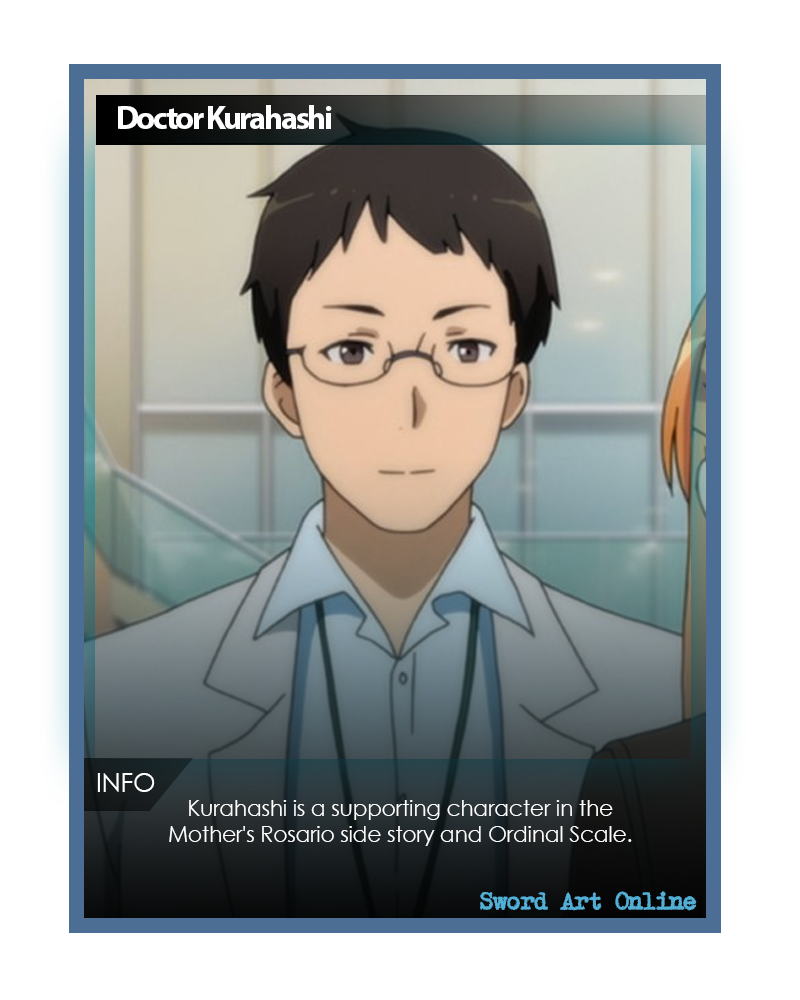 Doctor Kurahashi
INFO
Kurahashi is a supporting character in the
Mother's Rosario side story and Ordinal Scale.
Sword Art Online